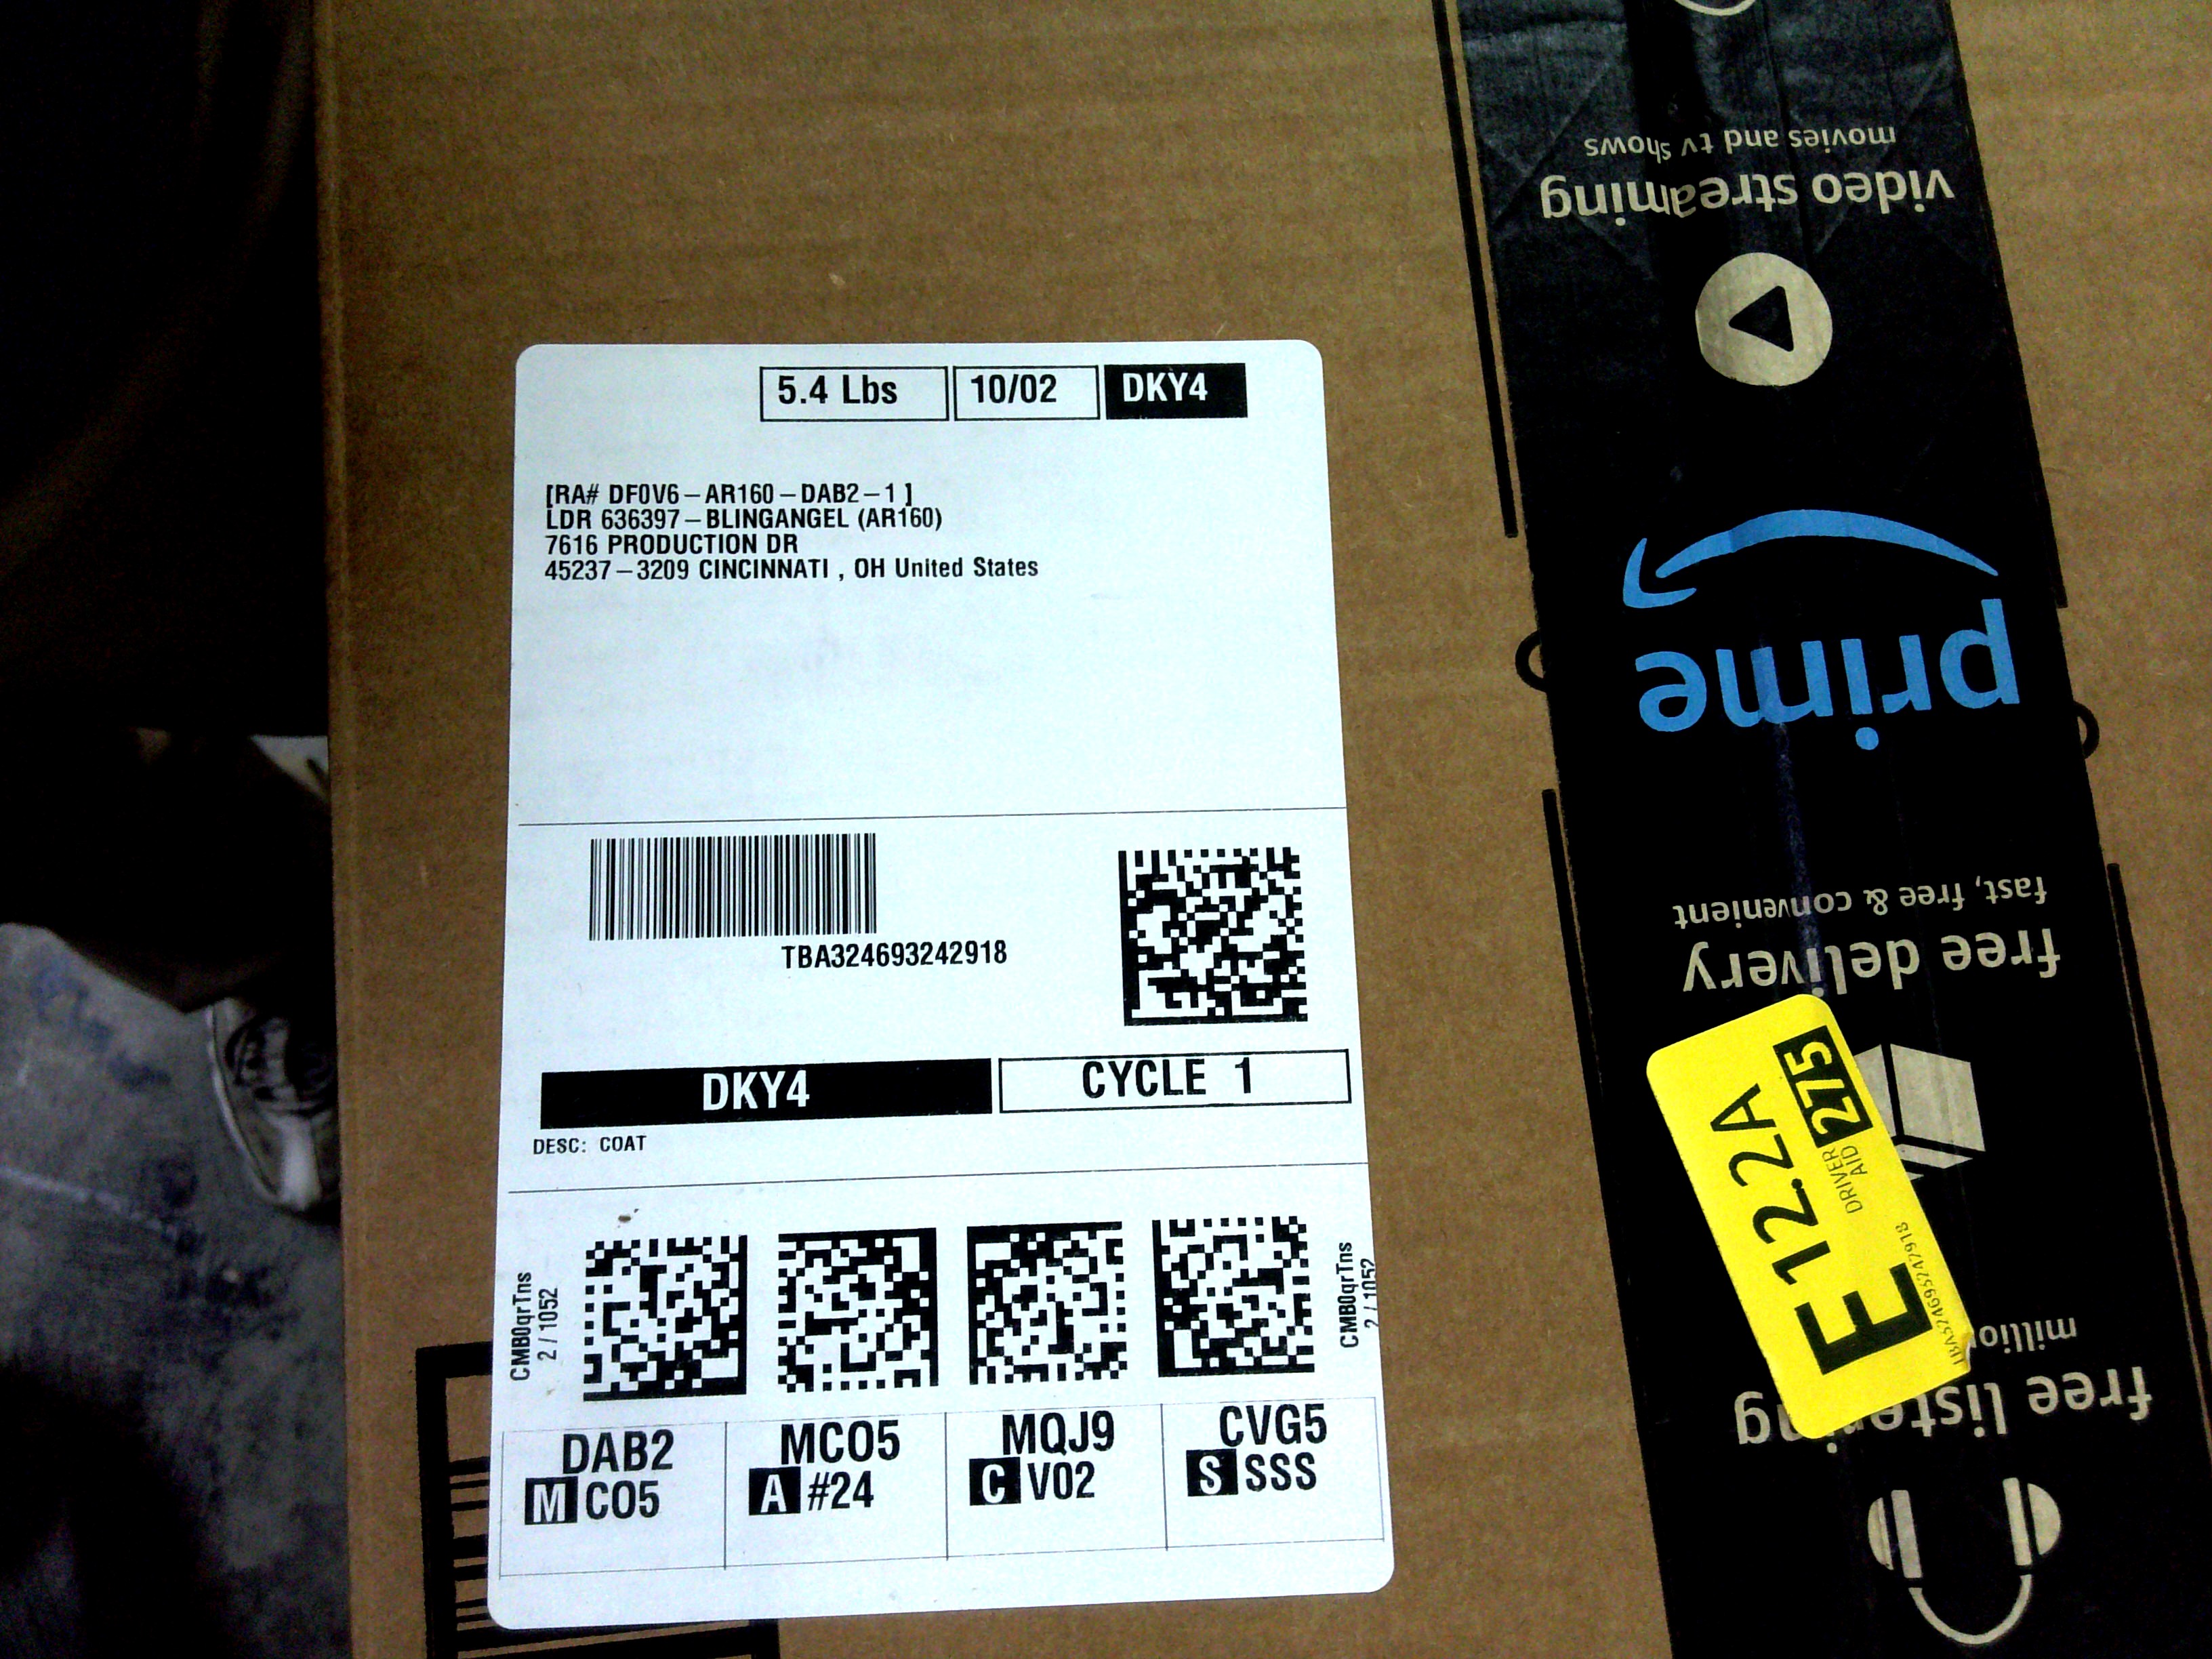 5.4 Lbs 10/02 DKY4
[RA# DF0V6-AR160-DAB2-1 ]
LDR 636397-BLINGANGEL (AR160)
7616 PRODUCTION DR
45237-3209 CINCINNATI , OH United States
TBA324693242918
DKY4 CYCLE 1
DESC: COAT
CMB0qrTns
2 / 1052
CMB0qrTns
2 / 1052
DAB2 MCO5 MQJ9 CVG5
M CO5 A #24 C V02 S SSS
movies and tv shows
video streaming
prime
fast, free & convenient
free delivery
E12.2A
DRIVER AID 275
free listening